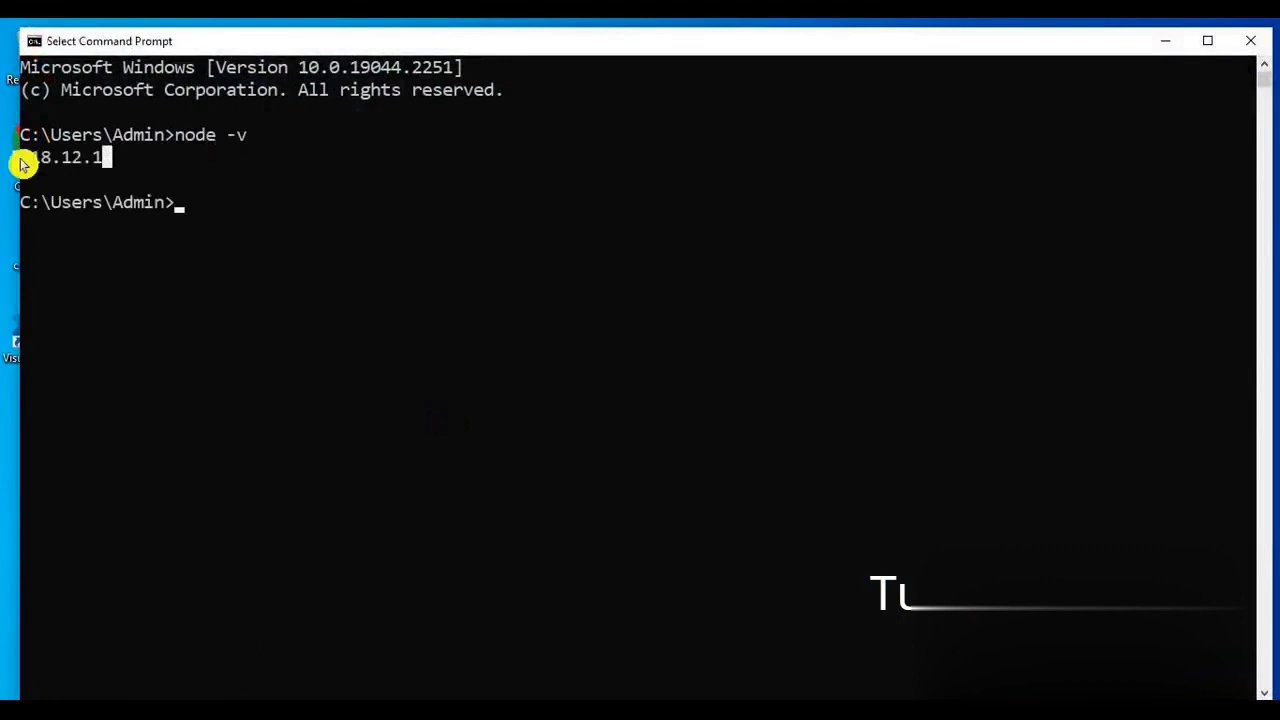 Select Command Prompt
Microsoft Windows [Version 10.0.19044.2251]
(c) Microsoft Corporation. All rights reserved.
C:\Users\Admin>node -v
18.12.1
C:\Users\Admin>
Tu